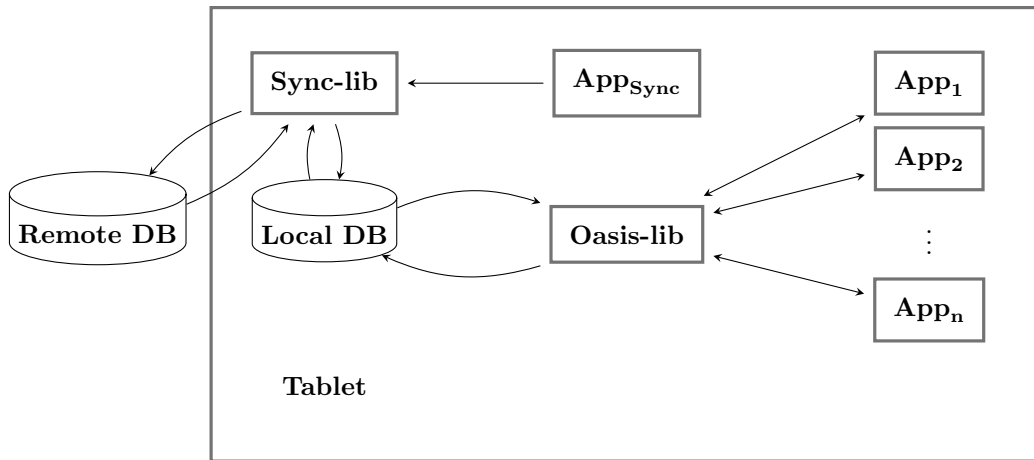 Sync-lib
App_Sync
App_1
App_2
Remote DB
Local DB
Oasis-lib
⋮
App_n
Tablet